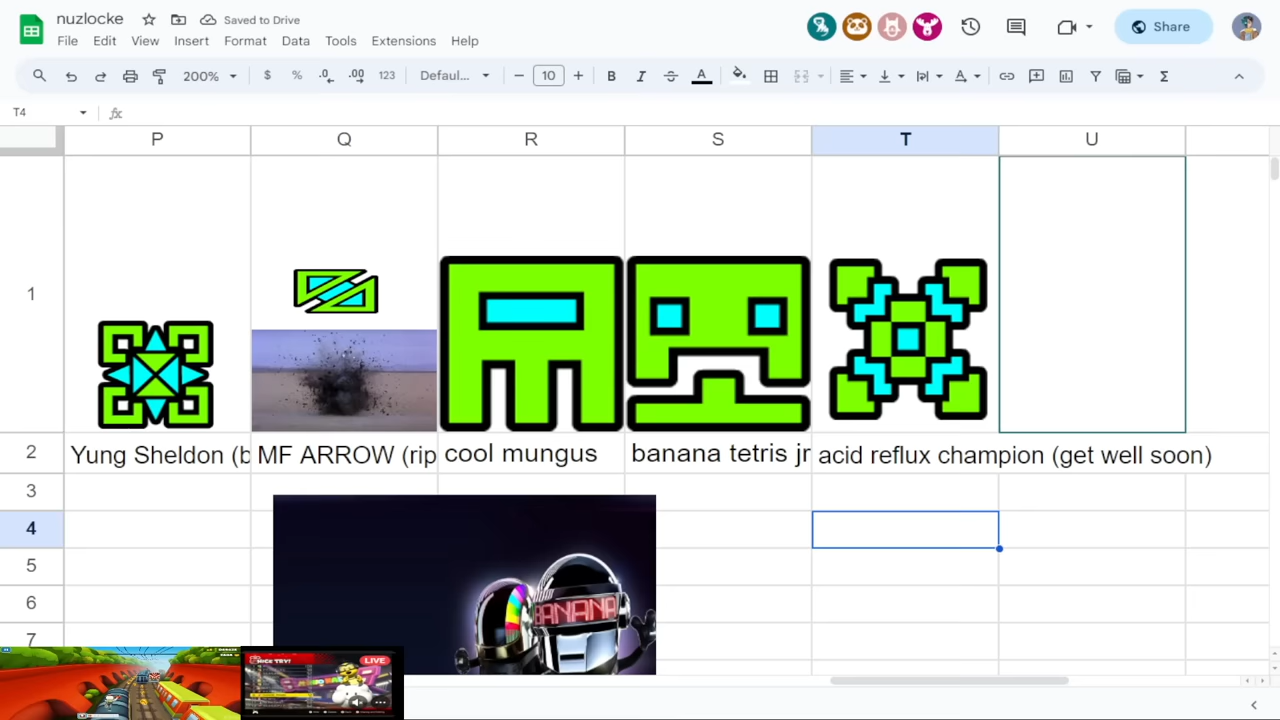 nuzlocke
Saved to Drive
File Edit View Insert Format Data Tools Extensions Help
Share
200% $ % .0 .00 123 Defaul... 10 B I S A
T4 fx
P Q R S T U
1
2 Yung Sheldon (b MF ARROW (rip cool mungus banana tetris jr acid reflux champion (get well soon)
3
4
5
6
7
BANANA
NICE TRY!
LIVE